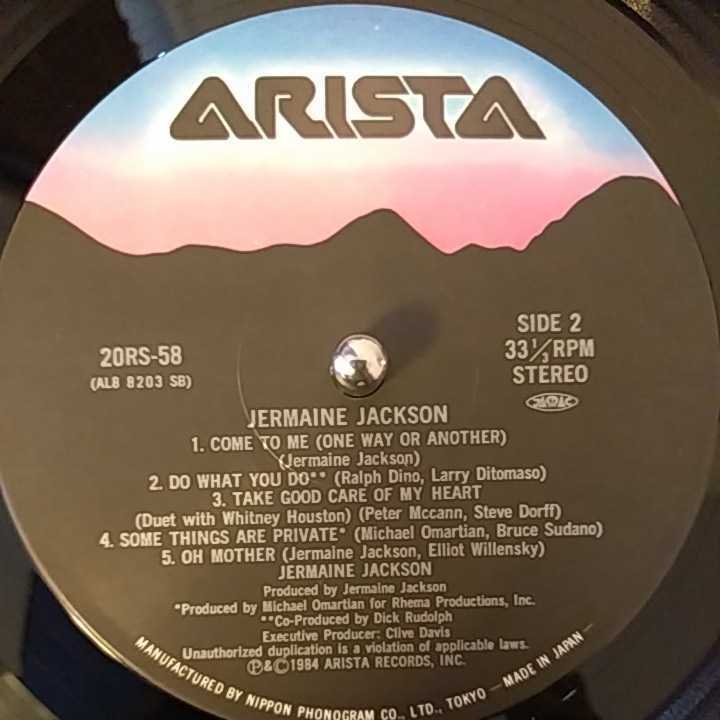 ARISTA
20RS-58
(ALB 8203 SB)
SIDE 2
33⅓ RPM
STEREO
JERMAINE JACKSON
1. COME TO ME (ONE WAY OR ANOTHER)
(Jermaine Jackson)
2. DO WHAT YOU DO** (Ralph Dino, Larry Ditomaso)
3. TAKE GOOD CARE OF MY HEART
(Duet with Whitney Houston) (Peter Mccann, Steve Dorff)
4. SOME THINGS ARE PRIVATE* (Michael Omartian, Bruce Sudano)
5. OH MOTHER (Jermaine Jackson, Elliot Willensky)
JERMAINE JACKSON
Produced by Jermaine Jackson
*Produced by Michael Omartian for Rhema Productions, Inc.
**Co-Produced by Dick Rudolph
Executive Producer: Clive Davis
Unauthorized duplication is a violation of applicable laws.
℗&©1984 ARISTA RECORDS, INC.
MANUFACTURED BY NIPPON PHONOGRAM CO., LTD., TOKYO — MADE IN JAPAN —